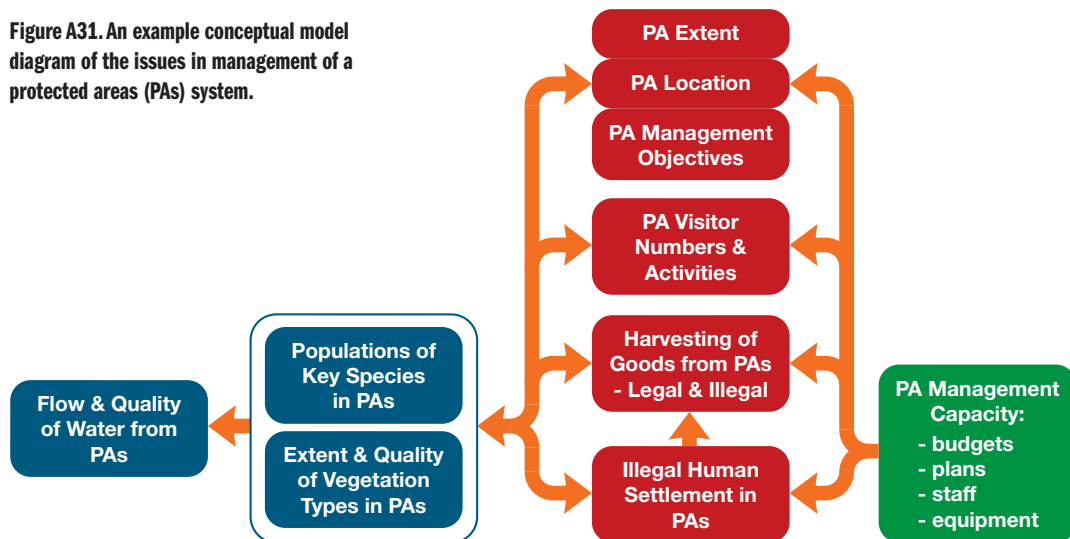 Figure A31. An example conceptual model
diagram of the issues in management of a
protected areas (PAs) system.
PA Extent
PA Location
PA Management
Objectives
PA Visitor
Numbers &
Activities
Harvesting of
Goods from PAs
- Legal & Illegal
Illegal Human
Settlement in
PAs
Populations of
Key Species
in PAs
Extent & Quality
of Vegetation
Types in PAs
Flow & Quality
of Water from
PAs
PA Management
Capacity:
- budgets
- plans
- staff
- equipment